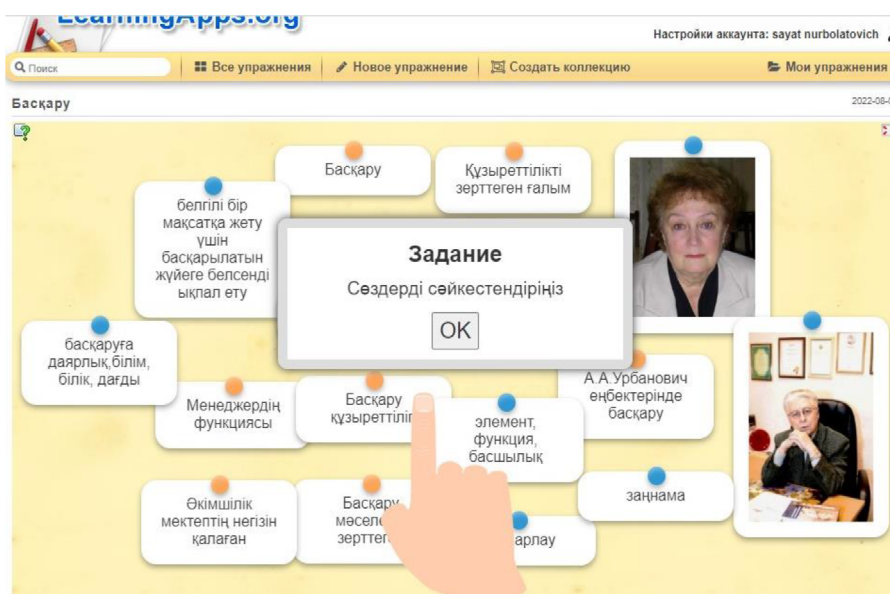 LearningApps.org
Настройки аккаунта: sayat nurbolatovich
Поиск
Все упражнения
Новое упражнение
Создать коллекцию
Мои упражнения
Басқару
Басқару
Құзыреттілікті
зерттеген ғалым
белгілі бір
мақсатқа жету
үшін
басқарылатын
жүйеге белсенді
ықпал ету
Задание
Сөздерді сәйкестендіріңіз
OK
басқаруға
даярлық,білім,
білік, дағды
Менеджердің
функциясы
Басқару
элемент,
функция,
басшылық
А.А.Урбанович
еңбектерінде
басқару
заңнама
Әкімшілік
мектептің негізін
қалаған
Басқару